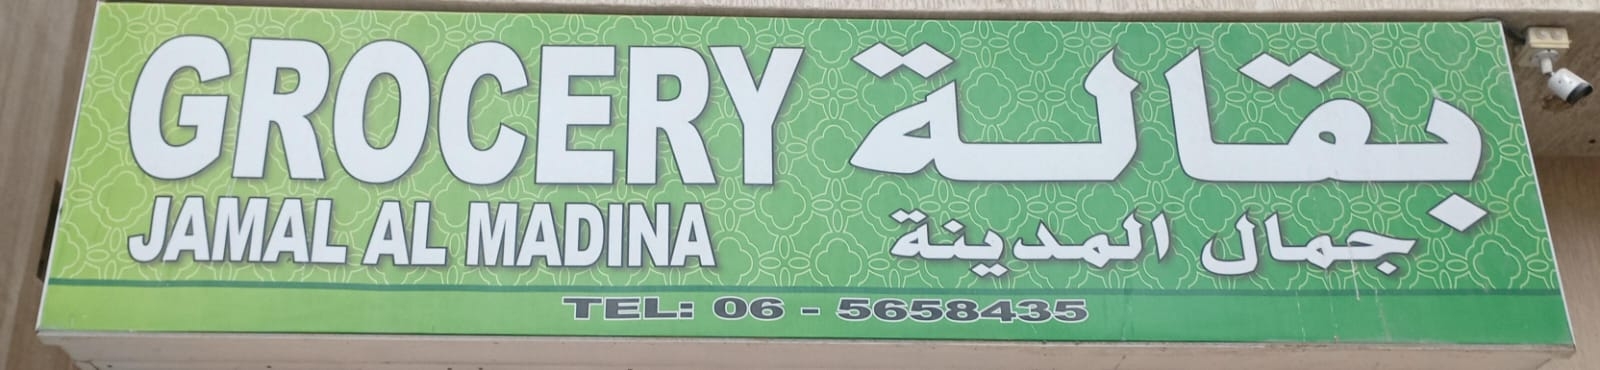 GROCERY
بقالة
JAMAL AL MADINA
جمال المدينة
TEL: 06 - 5658435